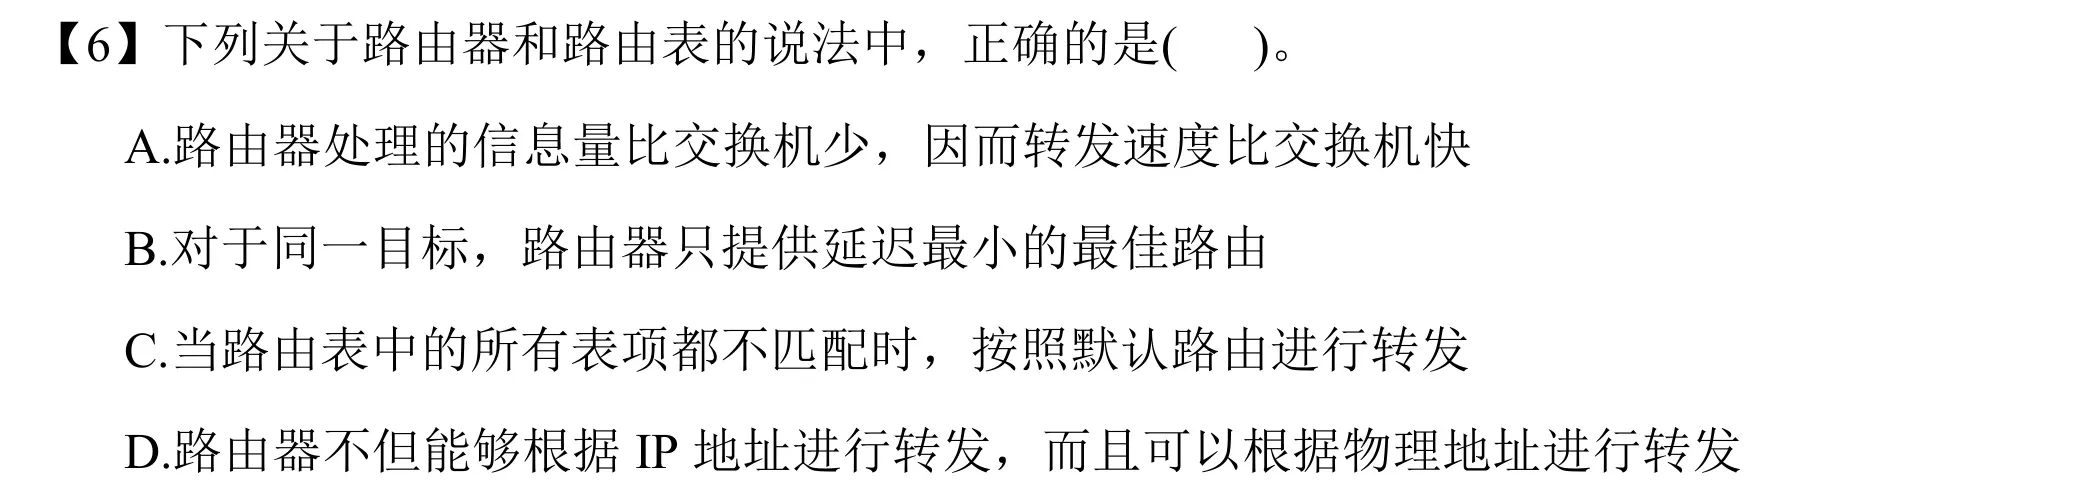 【6】下列关于路由器和路由表的说法中，正确的是(　　)。
A.路由器处理的信息量比交换机少，因而转发速度比交换机快
B.对于同一目标，路由器只提供延迟最小的最佳路由
C.当路由表中的所有表项都不匹配时，按照默认路由进行转发
D.路由器不但能够根据 IP 地址进行转发，而且可以根据物理地址进行转发